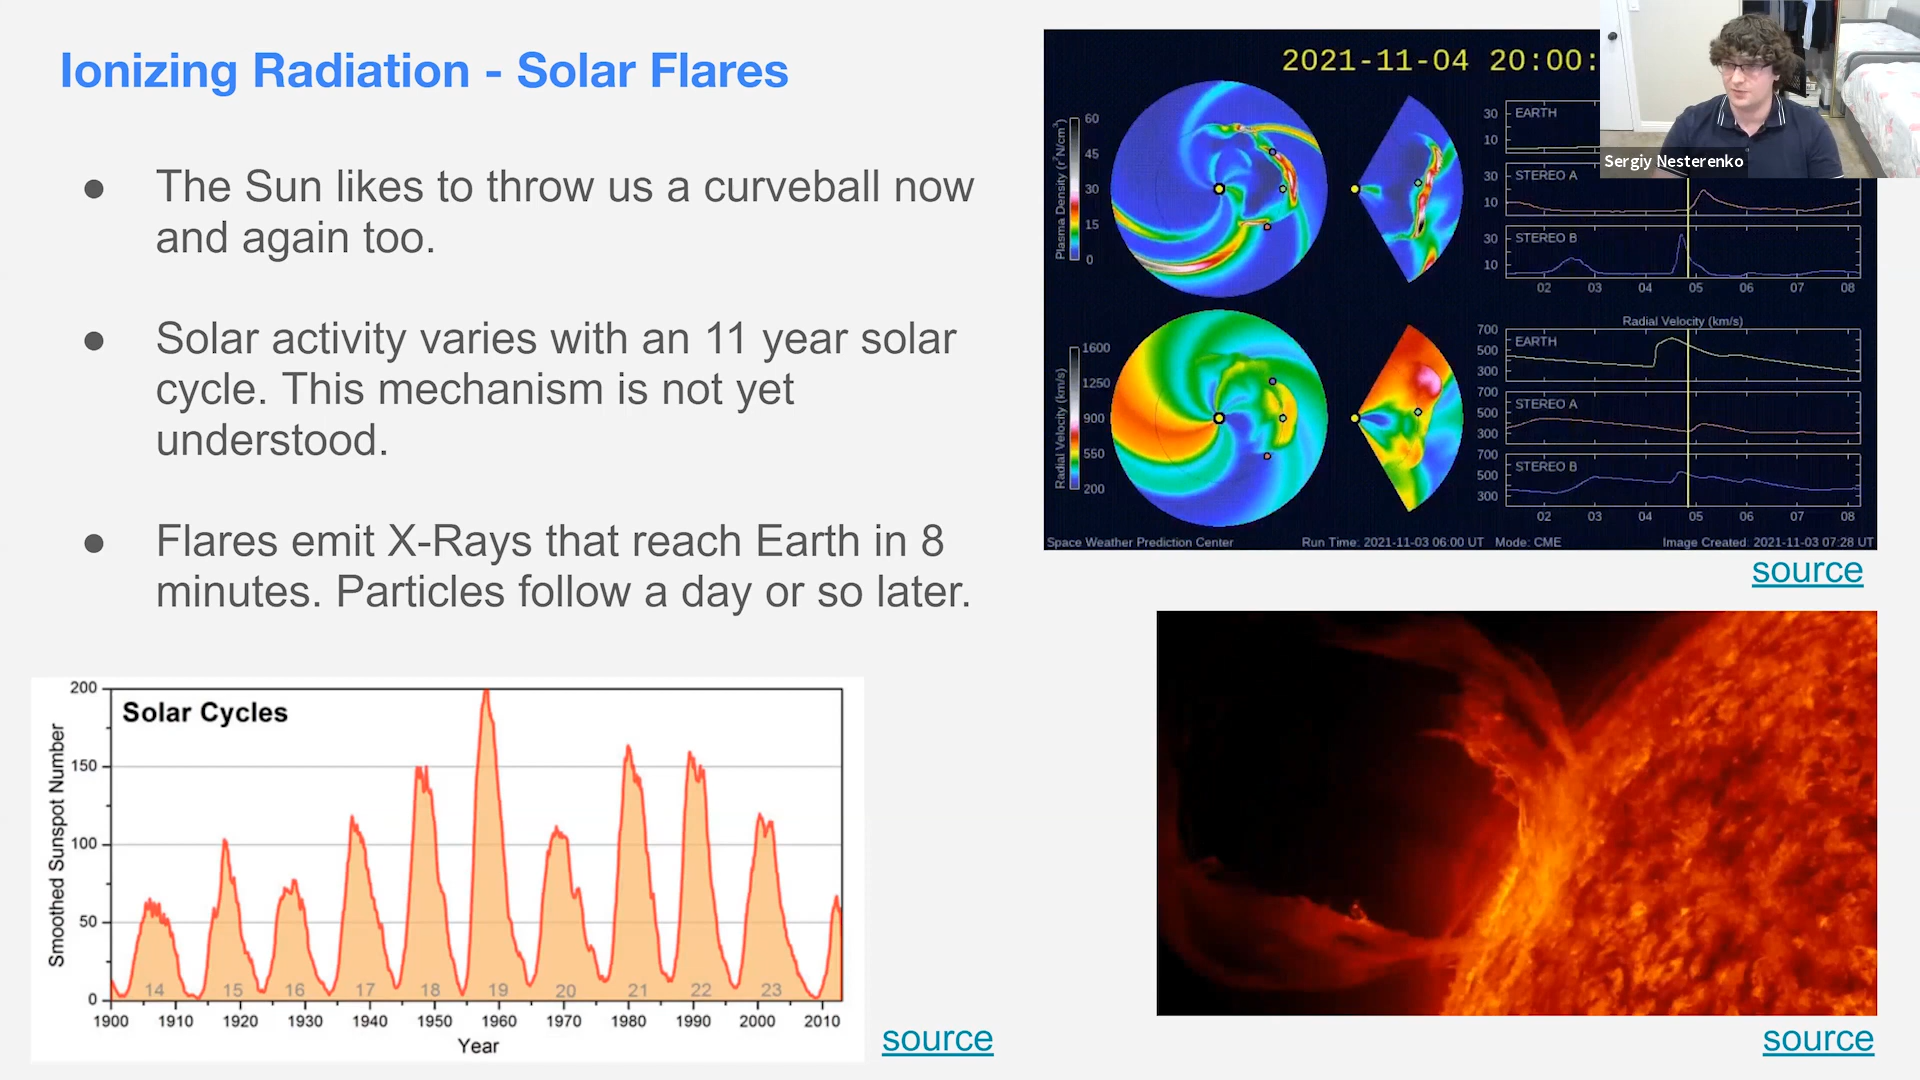 Ionizing Radiation - Solar Flares
● The Sun likes to throw us a curveball now
and again too.
● Solar activity varies with an 11 year solar
cycle. This mechanism is not yet
understood.
● Flares emit X-Rays that reach Earth in 8
minutes. Particles follow a day or so later.
200
150
100
50
0
Smoothed Sunspot Number
Solar Cycles
14 15 16 17 18 19 20 21 22 23
1900 1910 1920 1930 1940 1950 1960 1970 1980 1990 2000 2010
Year
source
2021-11-04 20:00:
Plasma Density (r²N/cm³)
60
45
30
15
0
30
10
EARTH
30
10
STEREO A
30
10
STEREO B
02 03 04 05 06 07 08
Radial Velocity (km/s)
1600
1250
900
550
200
Radial Velocity (km/s)
700
500
300
EARTH
700
500
300
STEREO A
700
500
300
STEREO B
02 03 04 05 06 07 08
Space Weather Prediction Center
Run Time: 2021-11-03 06:00 UT Mode: CME
Image Created: 2021-11-03 07:28 UT
source
source
Sergiy Nesterenko